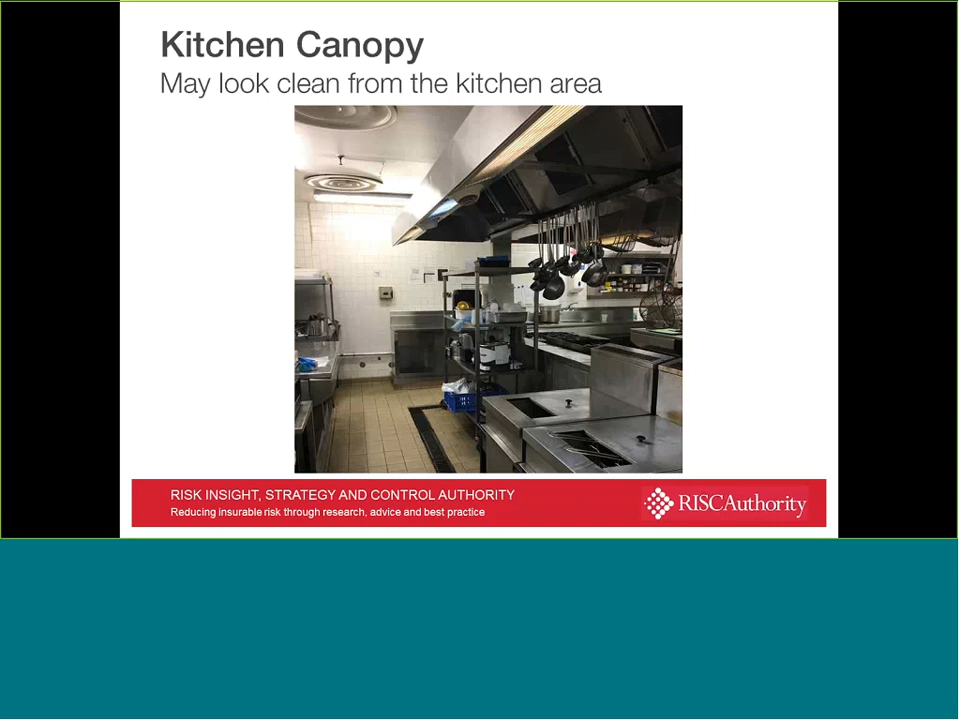 Kitchen Canopy
May look clean from the kitchen area
RISK INSIGHT, STRATEGY AND CONTROL AUTHORITY
Reducing insurable risk through research, advice and best practice
RISCAuthority